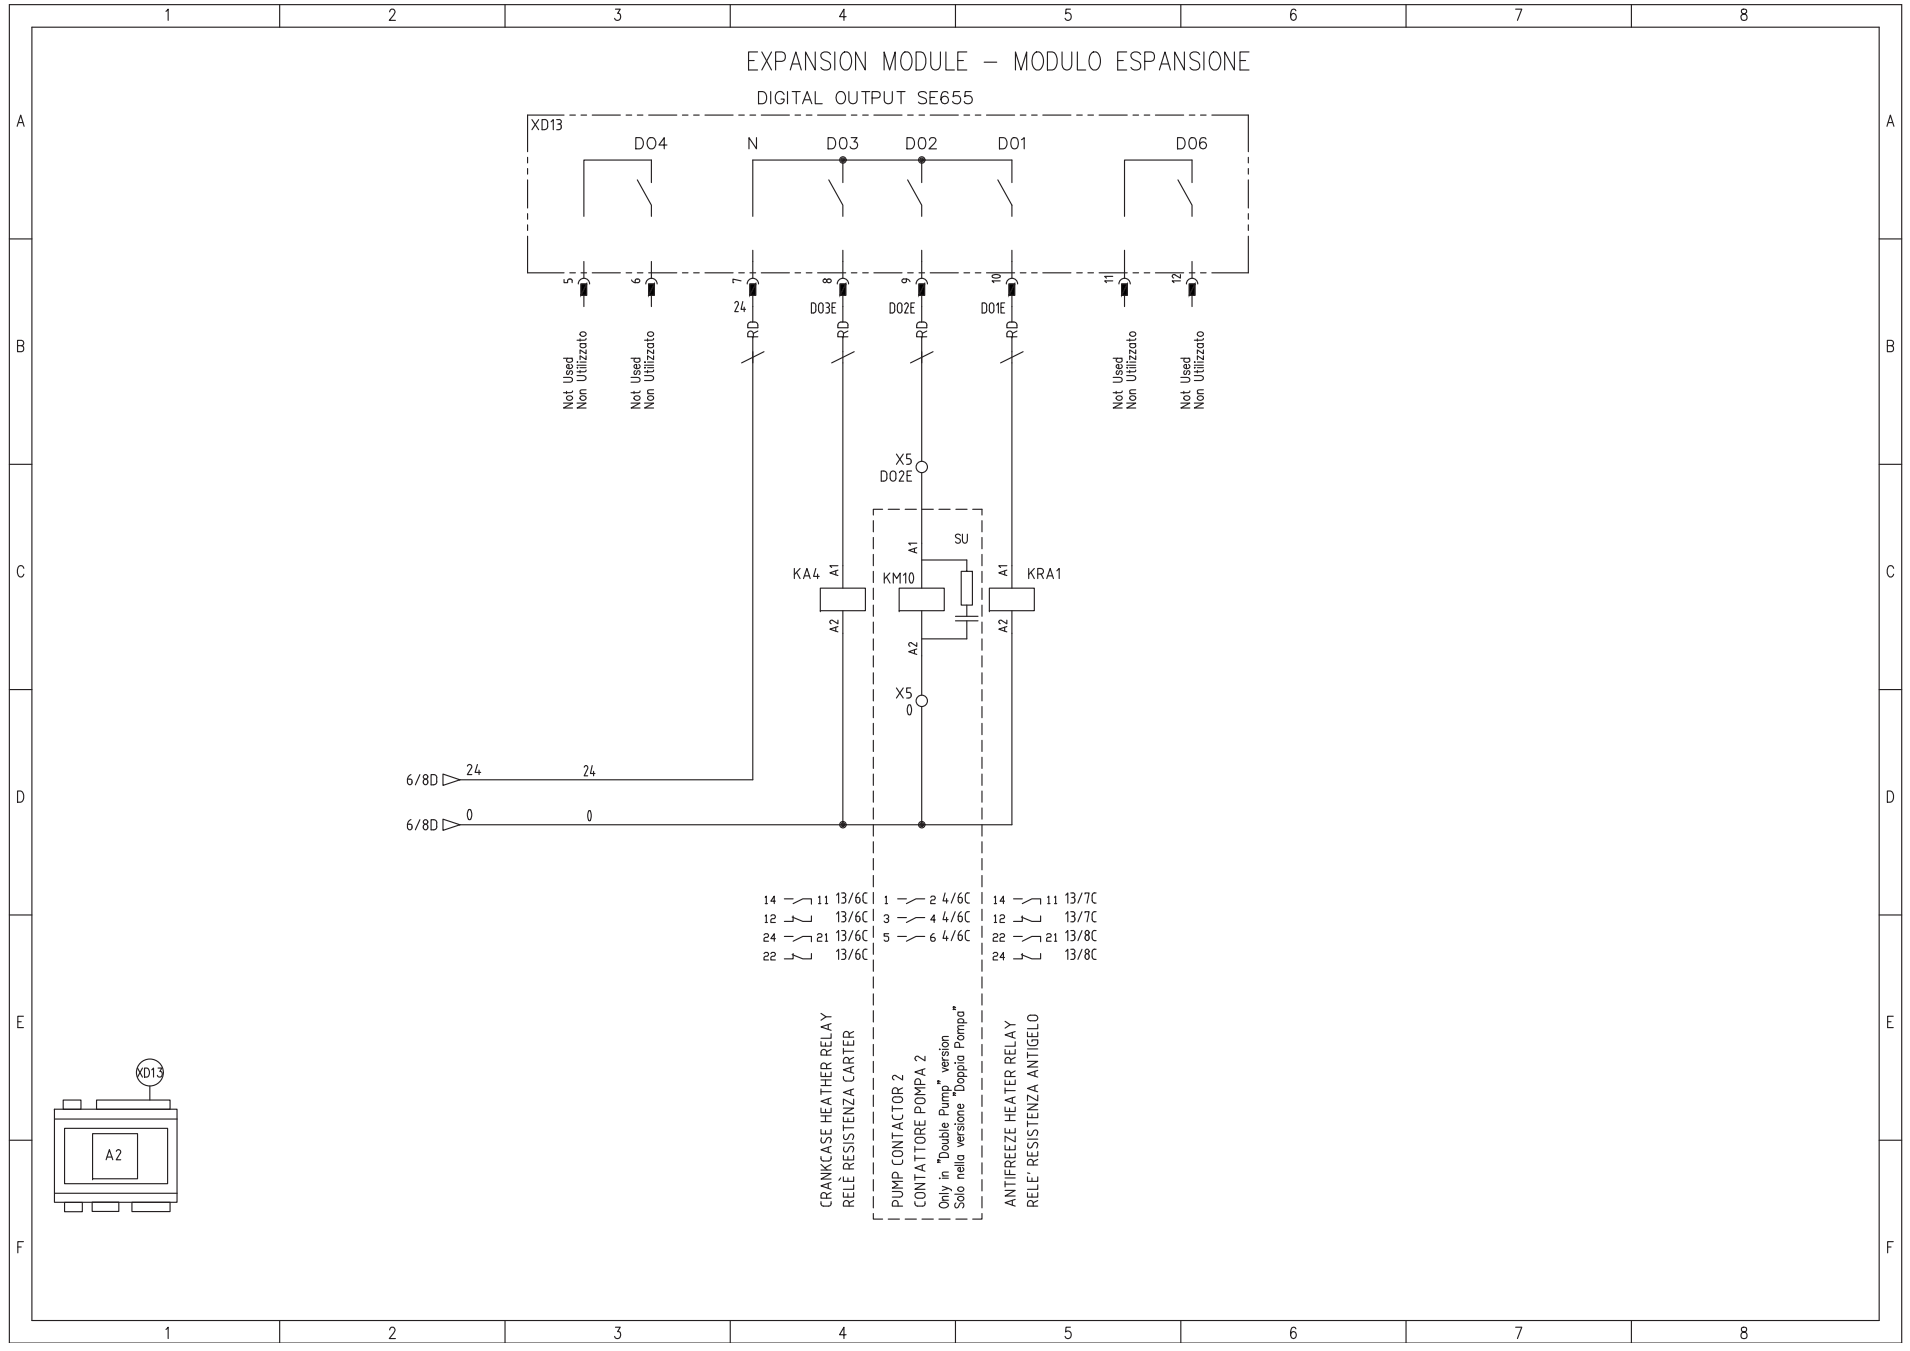 1 2 3 4 5 6 7 8
EXPANSION MODULE – MODULO ESPANSIONE
DIGITAL OUTPUT SE655
A A
XD13
DO4 N DO3 DO2 DO1 DO6
5 6 7 8 9 10 11 12
24 DO3E DO2E DO1E
RD RD RD RD
B B
Not Used
Non Utilizzato
Not Used
Non Utilizzato
Not Used
Non Utilizzato
Not Used
Non Utilizzato
X5
DO2E
SU
A1 A1 A1
C C
KA4 KM10 KRA1
A2 A2 A2
X5
0
6/8D 24 24
D D
6/8D 0 0
14 11 13/6C 1 2 4/6C 14 11 13/7C
12 13/6C 3 4 4/6C 12 13/7C
24 21 13/6C 5 6 4/6C 22 21 13/8C
22 13/6C 24 13/8C
E E
CRANKCASE HEATHER RELAY
RELÈ RESISTENZA CARTER
PUMP CONTACTOR 2
CONTATTORE POMPA 2
Only in "Double Pump" version
Solo nella versione "Doppia Pompa"
ANTIFREEZE HEATER RELAY
RELE' RESISTENZA ANTIGELO
XD13
A2
F F
1 2 3 4 5 6 7 8